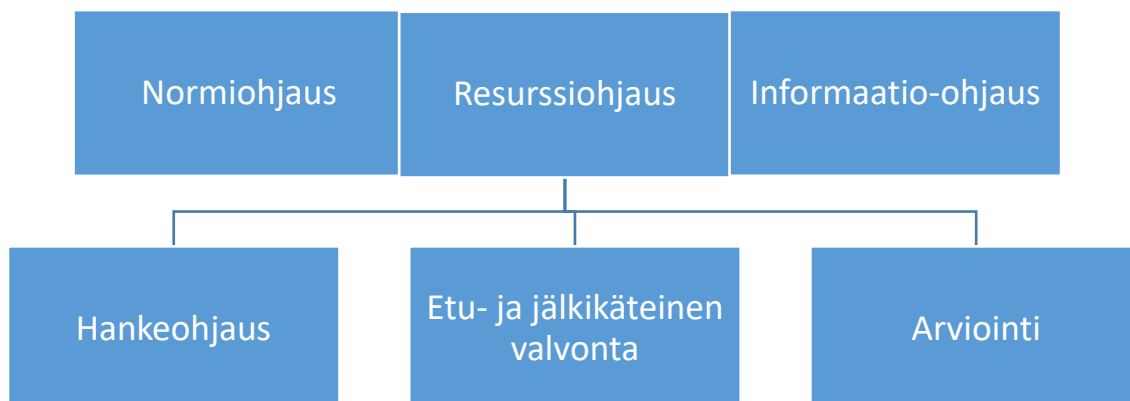 Normiohjaus
Resurssiohjaus
Informaatio-ohjaus
Hankeohjaus
Etu- ja jälkikäteinen
valvonta
Arviointi